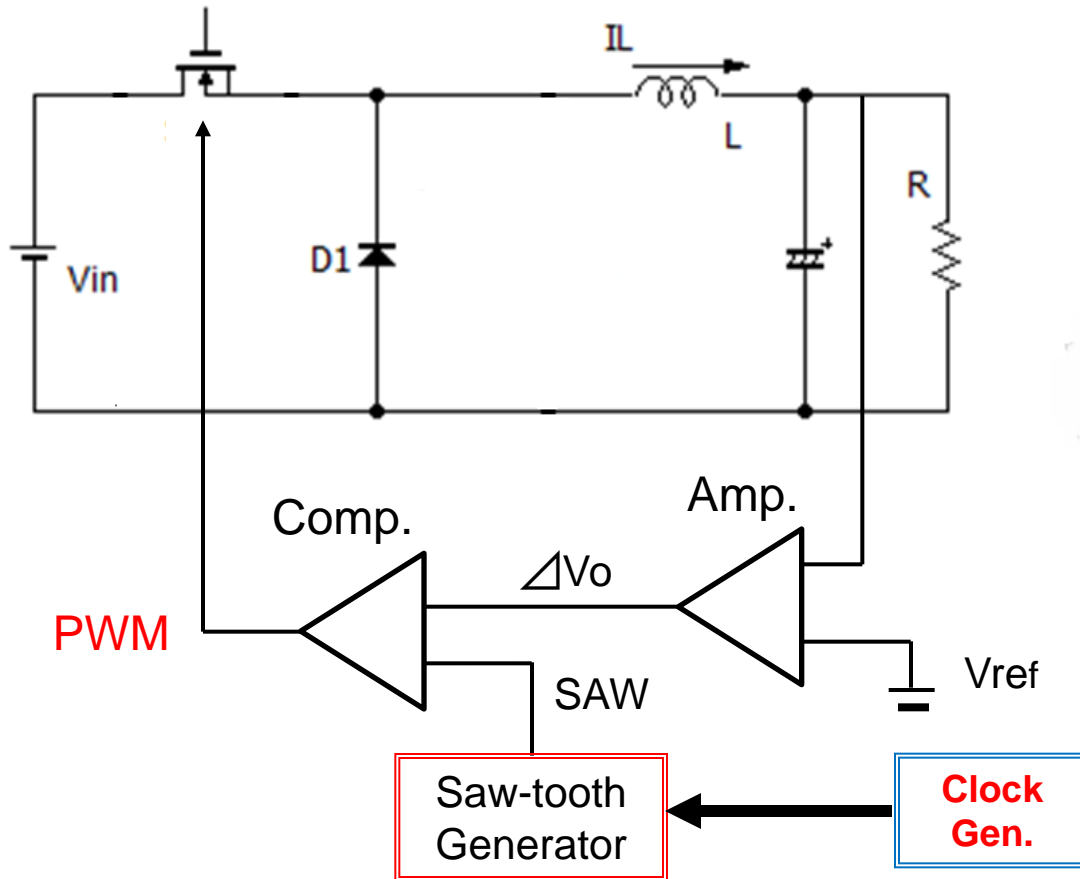 IL
L
R
Vin
D1
Comp.
Amp.
⊿Vo
PWM
SAW
Vref
Saw-tooth
Generator
Clock
Gen.
+